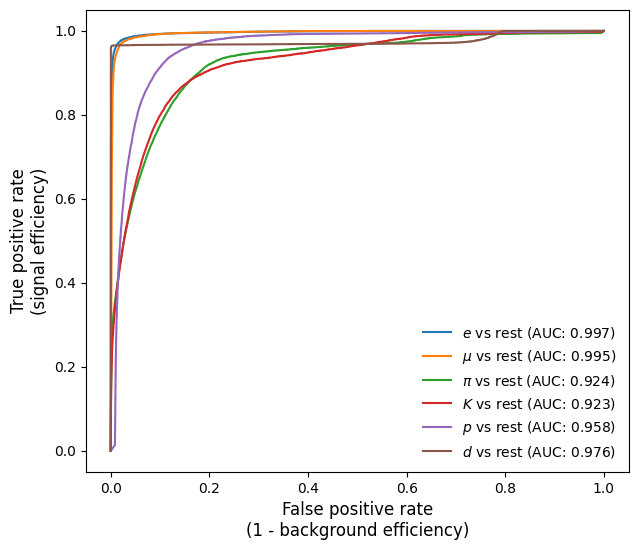 True positive rate
(signal efficiency)
1.0
0.8
0.6
0.4
0.2
0.0
e vs rest (AUC: 0.997)
μ vs rest (AUC: 0.995)
π vs rest (AUC: 0.924)
K vs rest (AUC: 0.923)
p vs rest (AUC: 0.958)
d vs rest (AUC: 0.976)
0.0 0.2 0.4 0.6 0.8 1.0
False positive rate
(1 - background efficiency)